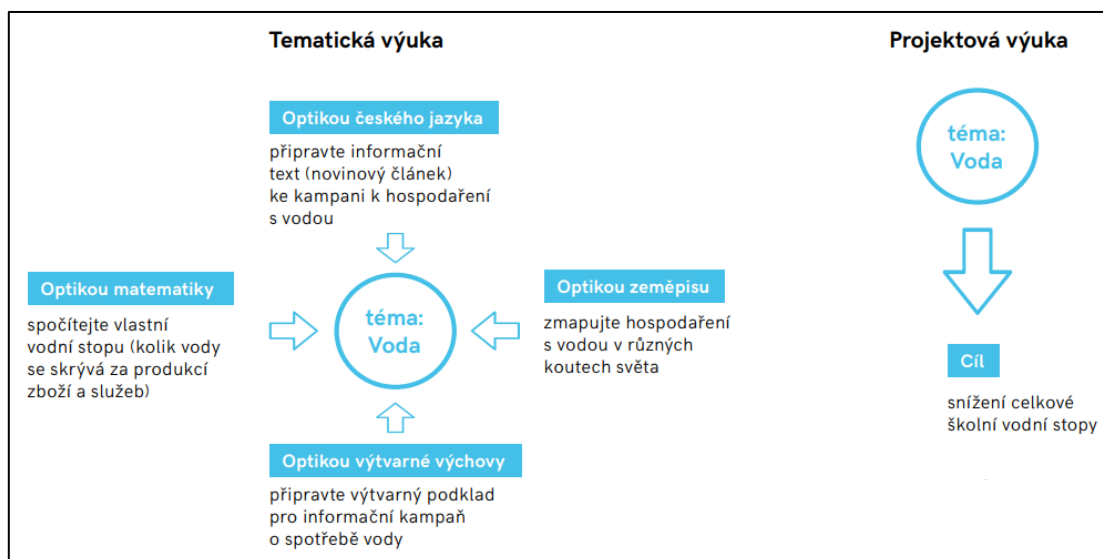 Tematická výuka
Optikou českého jazyka
připravte informační
text (novinový článek)
ke kampani k hospodaření
s vodou
Optikou matematiky
spočítejte vlastní
vodní stopu (kolik vody
se skrývá za produkcí
zboží a služeb)
téma:
Voda
Optikou zeměpisu
zmapujte hospodaření
s vodou v různých
koutech světa
Optikou výtvarné výchovy
připravte výtvarný podklad
pro informační kampaň
o spotřebě vody
Projektová výuka
téma:
Voda
Cíl
snížení celkové
školní vodní stopy